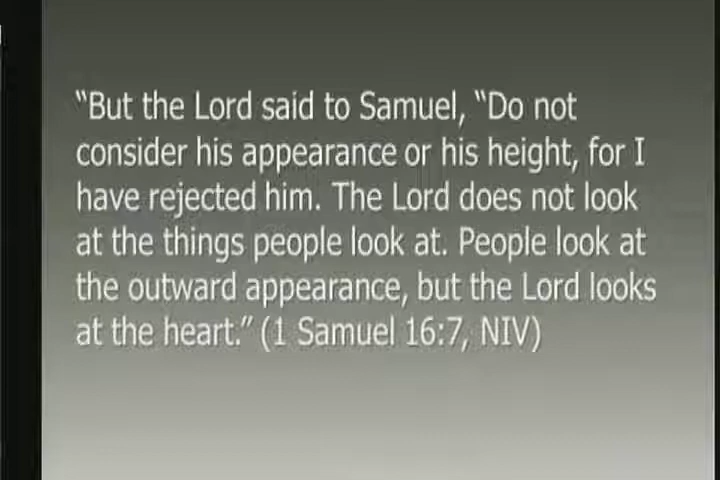 “But the Lord said to Samuel, “Do not
consider his appearance or his height, for I
have rejected him. The Lord does not look
at the things people look at. People look at
the outward appearance, but the Lord looks
at the heart.” (1 Samuel 16:7, NIV)